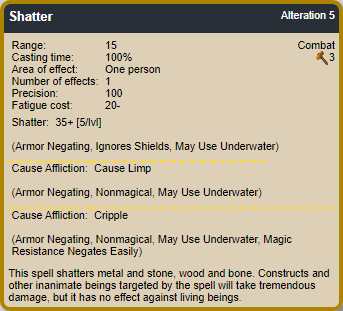 Shatter Alteration 5
Range: 15 Combat
Casting time: 100% 3
Area of effect: One person
Number of effects: 1
Precision: 100
Fatigue cost: 20-
Shatter: 35+ [5/lvl]
(Armor Negating, Ignores Shields, May Use Underwater)
Cause Affliction: Cause Limp
(Armor Negating, Nonmagical, May Use Underwater)
Cause Affliction: Cripple
(Armor Negating, Nonmagical, May Use Underwater, Magic
Resistance Negates Easily)
This spell shatters metal and stone, wood and bone. Constructs and
other inanimate beings targeted by the spell will take tremendous
damage, but it has no effect against living beings.